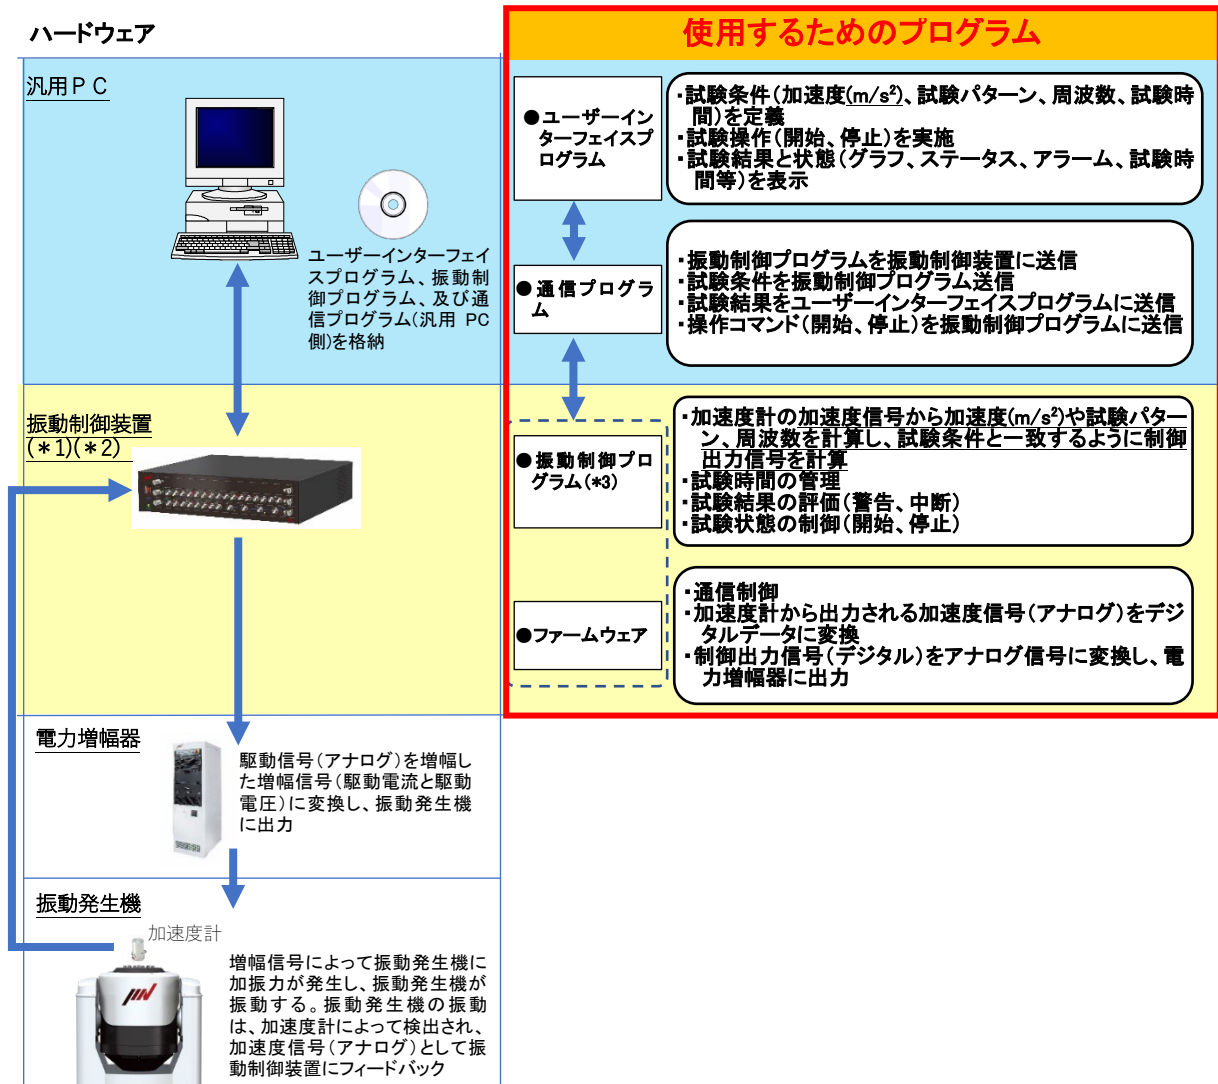 ハードウェア
使用するためのプログラム
汎用PC
ユーザーインターフェイ
スプログラム、振動制
御プログラム、及び通
信プログラム(汎用 PC
側)を格納
●ユーザーイン
ターフェイスプ
ログラム
・試験条件(加速度(m/s²)、試験パターン、周波数、試験時
間)を定義
・試験操作(開始、停止)を実施
・試験結果と状態(グラフ、ステータス、アラーム、試験時
間等)を表示
●通信プログラ
ム
・振動制御プログラムを振動制御装置に送信
・試験条件を振動制御プログラム送信
・試験結果をユーザーインターフェイスプログラムに送信
・操作コマンド(開始、停止)を振動制御プログラムに送信
振動制御装置
(*1)(*2)
●振動制御プロ
グラム(*3)
・加速度計の加速度信号から加速度(m/s²)や試験パター
ン、周波数を計算し、試験条件と一致するように制御
出力信号を計算
・試験時間の管理
・試験結果の評価(警告、中断)
・試験状態の制御(開始、停止)
●ファームウェア
・通信制御
・加速度計から出力される加速度信号(アナログ)をデジ
タルデータに変換
・制御出力信号(デジタル)をアナログ信号に変換し、電
力増幅器に出力
電力増幅器
駆動信号(アナログ)を増幅し
た増幅信号(駆動電流と駆動
電圧)に変換し、振動発生機
に出力
振動発生機
加速度計
増幅信号によって振動発生機に
加振力が発生し、振動発生機が
振動する。振動発生機の振動
は、加速度計によって検出され、
加速度信号(アナログ)として振
動制御装置にフィードバック